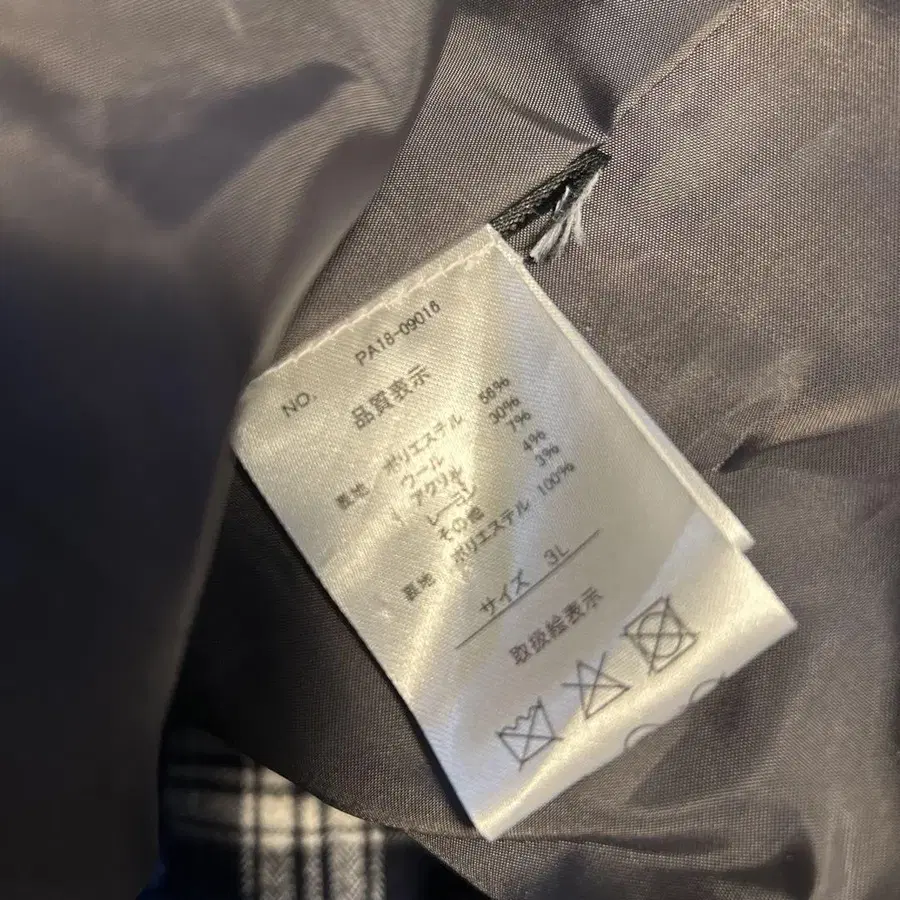 NO. PA18-09016
品質表示
表地 ポリエステル 56%
ウール 30%
アクリル 7%
レーヨン 4%
その他 3%
裏地 ポリエステル 100%
サイズ 3L
取扱絵表示